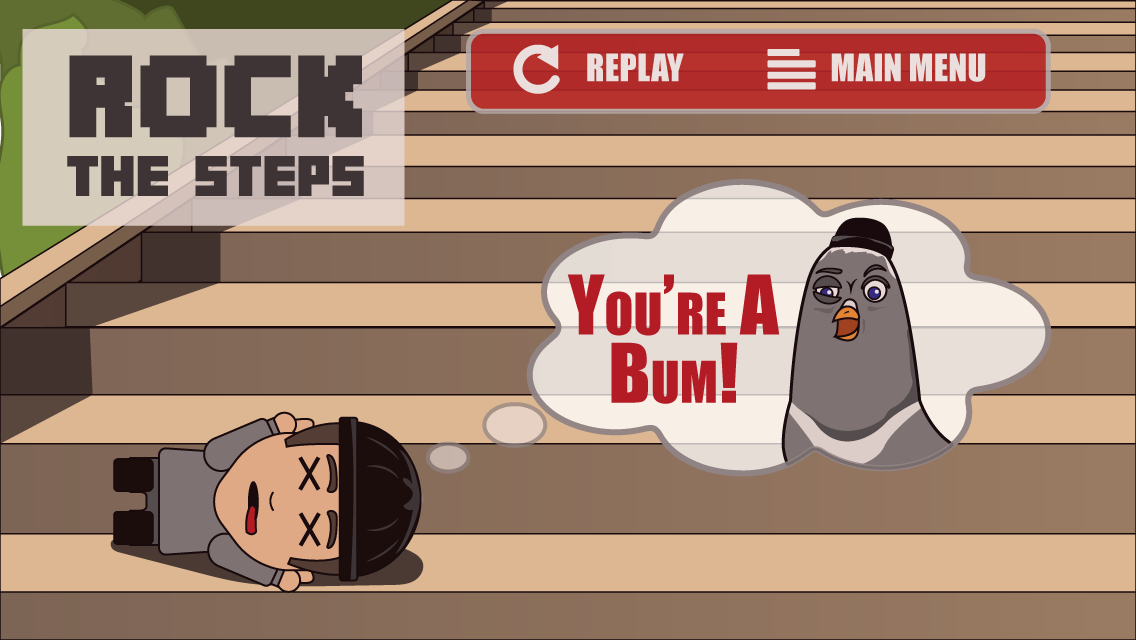 ROCK
THE STEPS
REPLAY
MAIN MENU
YOU'RE A
BUM!